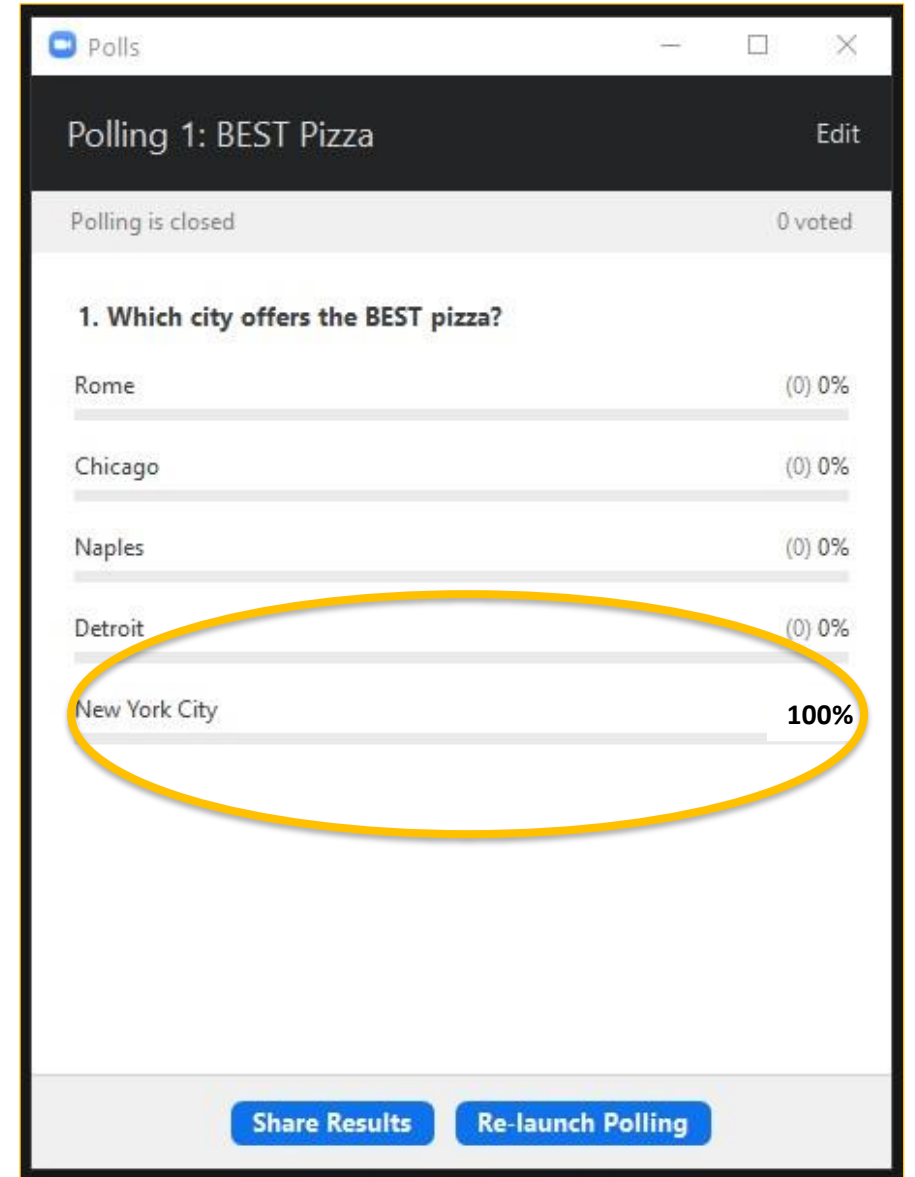 Polls
Polling 1: BEST Pizza Edit
Polling is closed 0 voted
1. Which city offers the BEST pizza?
Rome (0) 0%
Chicago (0) 0%
Naples (0) 0%
Detroit (0) 0%
New York City 100%
Share Results Re-launch Polling